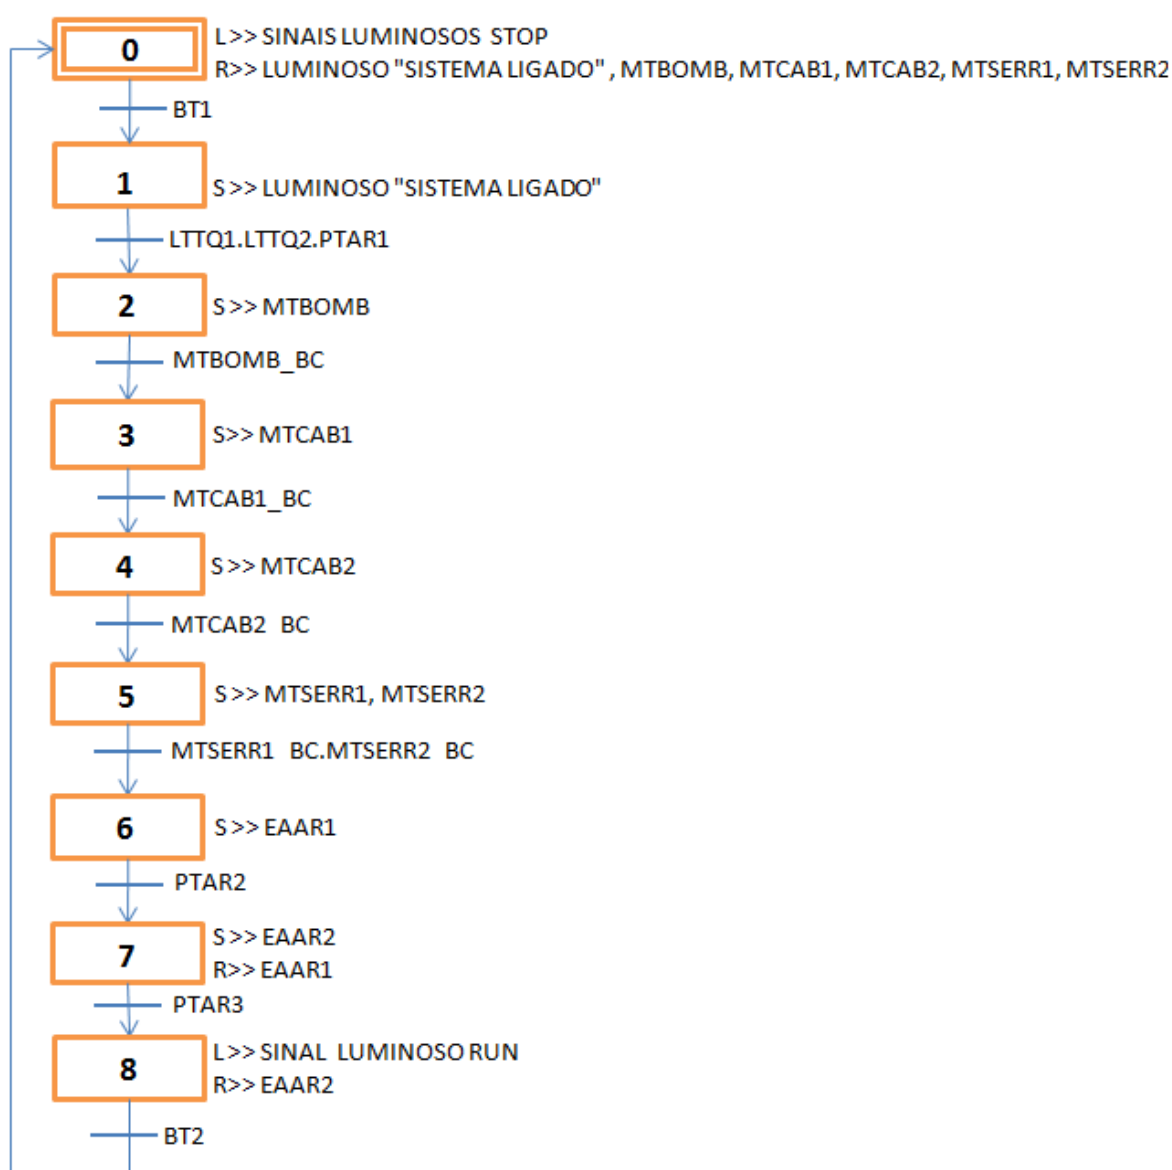 0
L>> SINAIS LUMINOSOS STOP
R>> LUMINOSO "SISTEMA LIGADO" , MTBOMB, MTCAB1, MTCAB2, MTSERR1, MTSERR2
BT1
1
S>> LUMINOSO "SISTEMA LIGADO"
LTTQ1.LTTQ2.PTAR1
2
S>> MTBOMB
MTBOMB_BC
3
S>> MTCAB1
MTCAB1_BC
4
S>> MTCAB2
MTCAB2 BC
5
S>> MTSERR1, MTSERR2
MTSERR1 BC.MTSERR2 BC
6
S>> EAAR1
PTAR2
7
S>> EAAR2
R>> EAAR1
PTAR3
8
L>> SINAL LUMINOSO RUN
R>> EAAR2
BT2